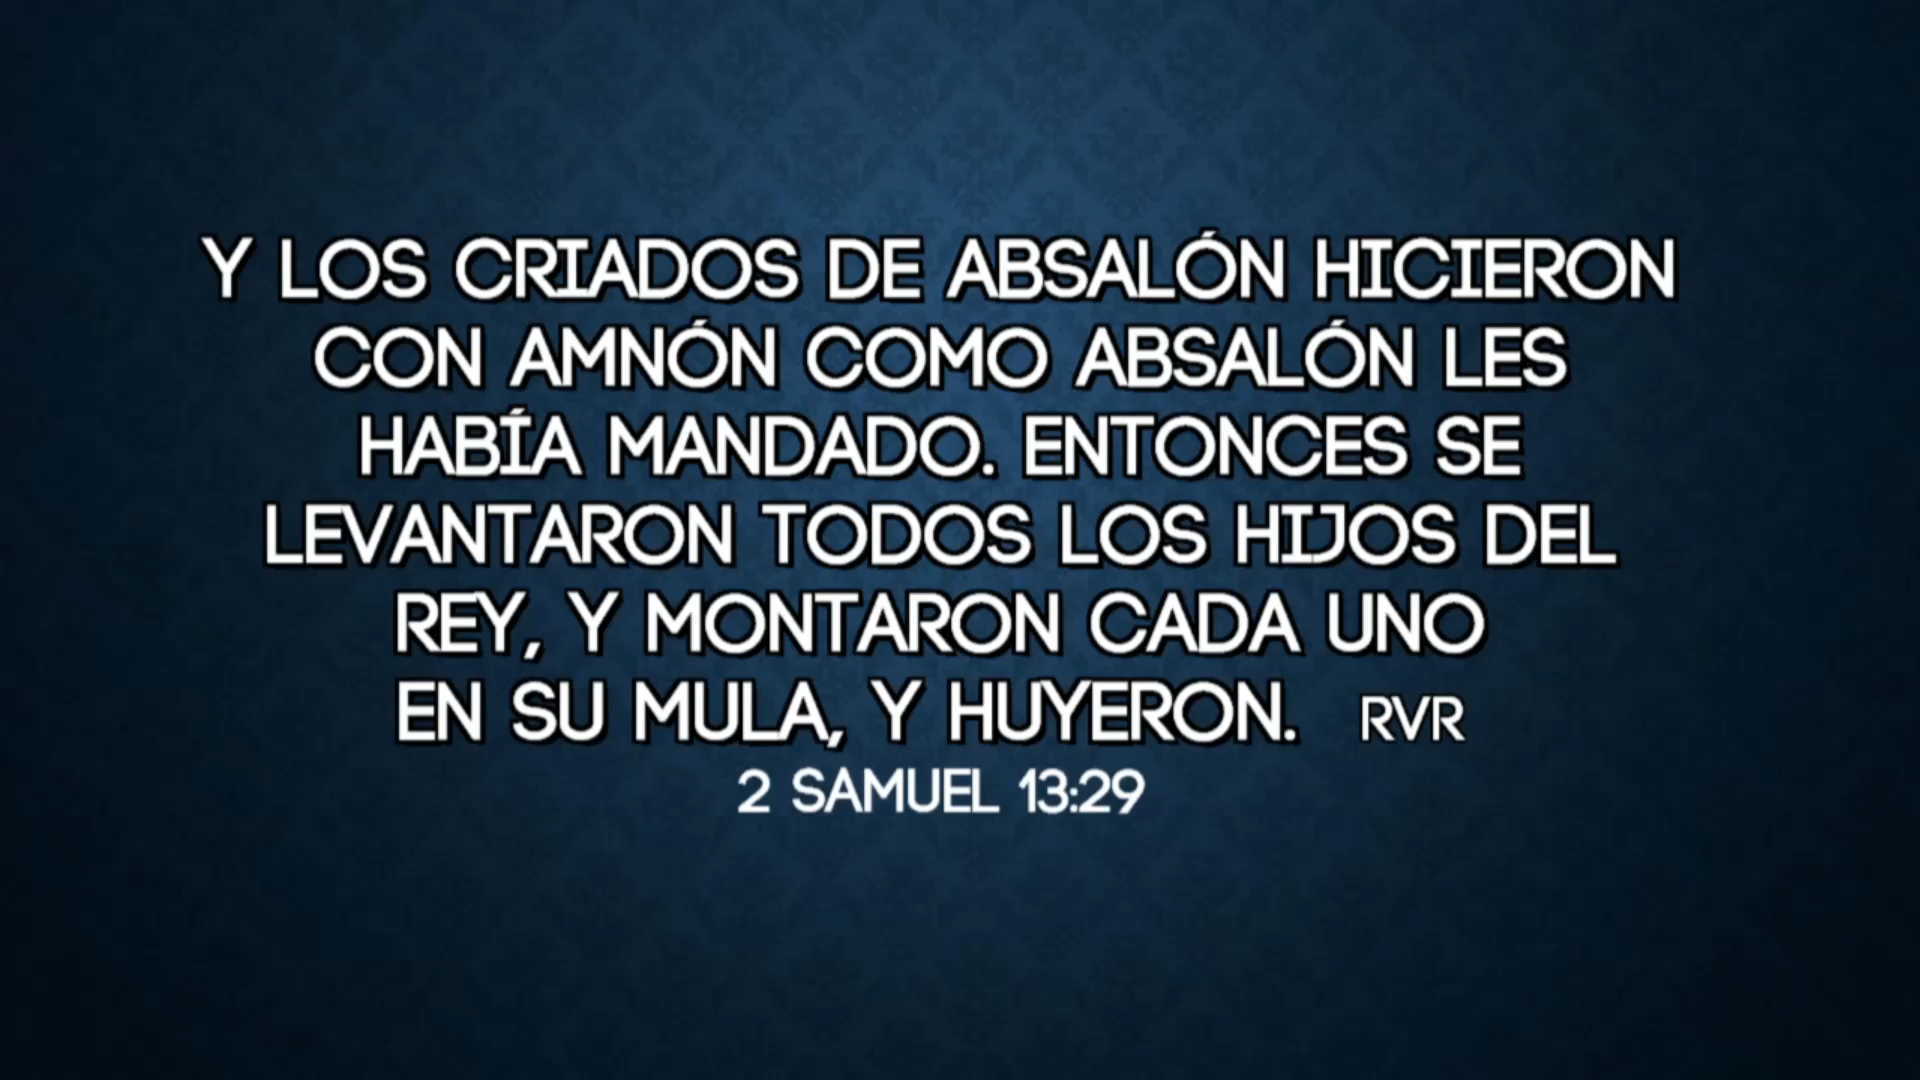 Y LOS CRIADOS DE ABSALÓN HICIERON
CON AMNÓN COMO ABSALÓN LES
HABÍA MANDADO. ENTONCES SE
LEVANTARON TODOS LOS HIJOS DEL
REY, Y MONTARON CADA UNO
EN SU MULA, Y HUYERON. RVR
2 SAMUEL 13:29